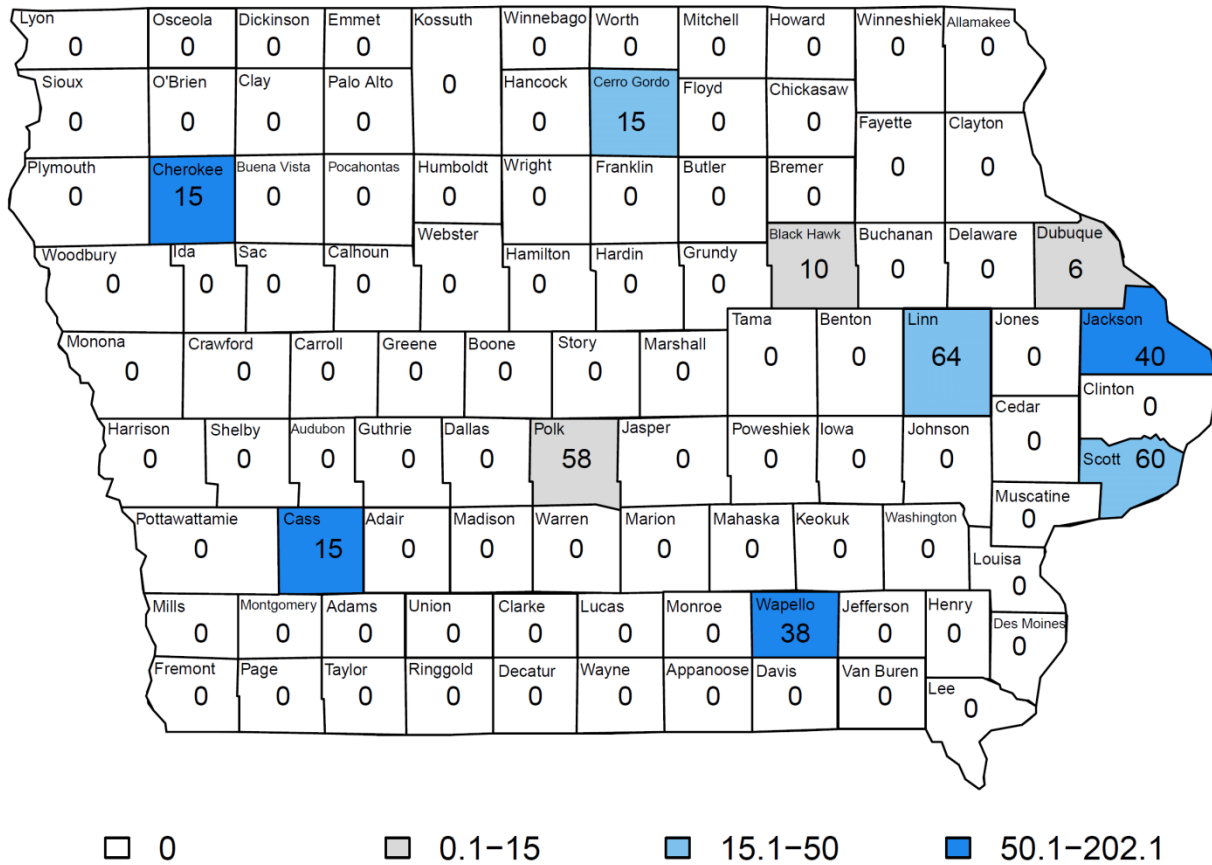 Lyon Osceola Dickinson Emmet Kossuth Winnebago Worth Mitchell Howard Winneshiek Allamakee
0 0 0 0 0 0 0 0 0 0 0
Sioux O'Brien Clay Palo Alto Hancock Cerro Gordo Floyd Chickasaw
0 0 0 0 0 15 0 0
Fayette Clayton
0 0
Plymouth Cherokee Buena Vista Pocahontas Humboldt Wright Franklin Butler Bremer
0 15 0 0 0 0 0 0 0
Woodbury Ida Sac Calhoun Webster Hamilton Hardin Grundy Black Hawk Buchanan Delaware Dubuque
0 0 0 0 0 0 0 0 10 0 0 6
Monona Crawford Carroll Greene Boone Story Marshall Tama Benton Linn Jones Jackson
0 0 0 0 0 0 0 0 0 64 0 40
Clinton
0
Harrison Shelby Audubon Guthrie Dallas Polk Jasper Poweshiek Iowa Johnson Cedar Scott
0 0 0 0 0 58 0 0 0 0 0 60
Pottawattamie Cass Adair Madison Warren Marion Mahaska Keokuk Washington Muscatine
0 15 0 0 0 0 0 0 0 0
Louisa
0
Mills Montgomery Adams Union Clarke Lucas Monroe Wapello Jefferson Henry Des Moines
0 0 0 0 0 0 0 38 0 0 0
Fremont Page Taylor Ringgold Decatur Wayne Appanoose Davis Van Buren Lee
0 0 0 0 0 0 0 0 0 0
0 0.1−15 15.1−50 50.1−202.1